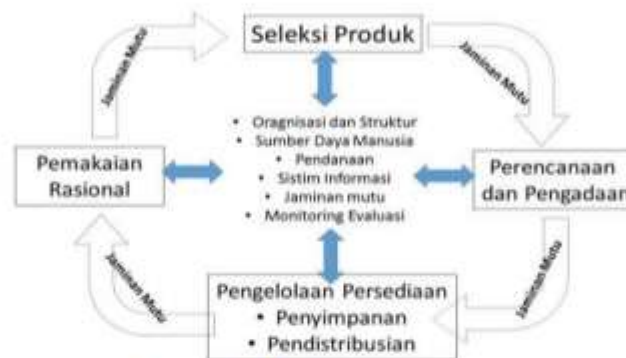 Seleksi Produk
Jaminan Mutu
Jaminan Mutu
• Oragnisasi dan Struktur
• Sumber Daya Manusia
• Pendanaan
• Sistim Informasi
• Jaminan mutu
• Monitoring Evaluasi
Pemakaian
Rasional
Perencanaan
dan Pengadaan
Jaminan Mutu
Jaminan Mutu
Pengelolaan Persediaan
• Penyimpanan
• Pendistribusian